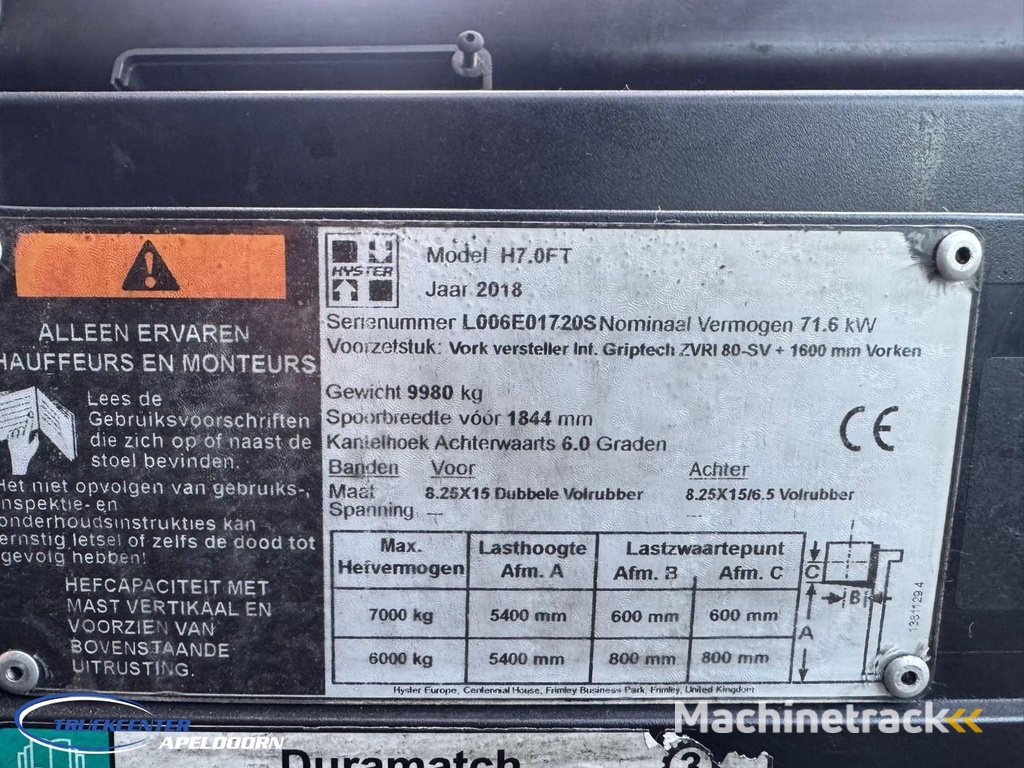 ALLEEN ERVAREN
HAUFFEURS EN MONTEURS
Lees de
Gebruiksvoorschriften
die zich op of naast de
stoel bevinden.
Het niet opvolgen van gebruiks-,
inspektie- en
onderhoudsinstrukties kan
ernstig letsel of zelfs de dood tot
gevolg hebben!
HEFCAPACITEIT MET
MAST VERTIKAAL EN
VOORZIEN VAN
BOVENSTAANDE
UITRUSTING.
HYSTER
Model H7.0FT
Jaar 2018
Serienummer L006E01720S Nominaal Vermogen 71.6 kW
Voorzetstuk: Vork versteller Int. Griptech ZVRI 80-SV + 1600 mm Vorken
Gewicht 9980 kg
Spoorbreedte vóór 1844 mm
Kantelhoek Achterwaarts 6.0 Graden
CE
Banden Voor Achter
Maat 8.25X15 Dubbele Volrubber 8.25X15/6.5 Volrubber
Spanning --- ---
Max. Hefvermogen Lasthoogte Afm. A Lastzwaartepunt Afm. B Afm. C
7000 kg 5400 mm 600 mm 600 mm
6000 kg 5400 mm 800 mm 800 mm
C
B
A
1381129 4
Hyster Europe, Centennial House, Frimley Business Park, Frimley, United Kingdom
TRUCKCENTER
APELDOORN
Machinetrack
Duramatch
3